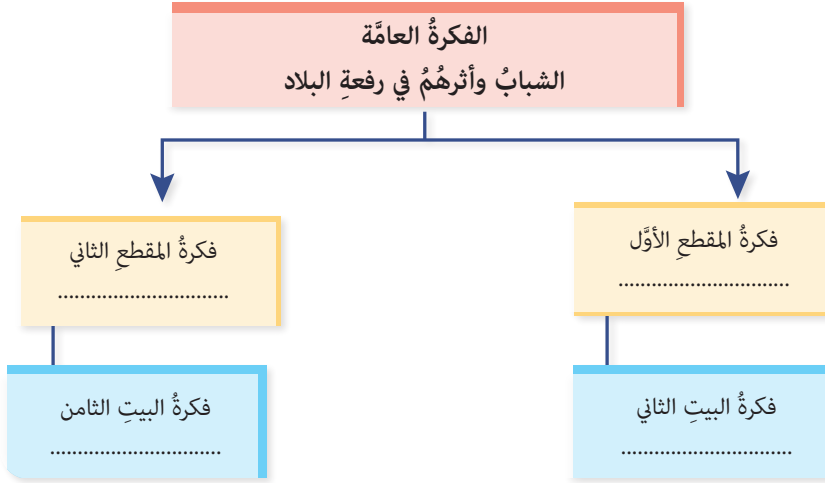 الفكرةُ العامَّة
الشبابُ وأثرهُمُ في رفعةِ البلاد
فكرةُ المقطعِ الأوَّل
...............................
فكرةُ المقطعِ الثاني
...............................
فكرةُ البيتِ الثاني
...............................
فكرةُ البيتِ الثامن
...............................